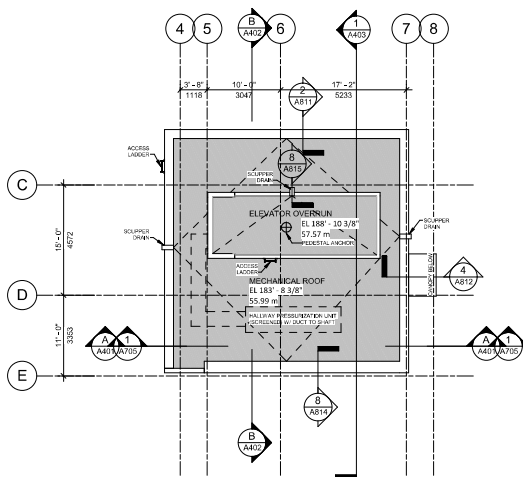 4
5
B
A402
6
1
A403
7
8
3' - 8"
1118
10' - 0"
3047
17' - 2"
5233
2
A811
ACCESS
LADDER
8
A815
SCUPPER
DRAIN
C
ELEVATOR OVERRUN
EL 188' - 10 3/8"
57.57 m
PEDESTAL ANCHOR
SCUPPER
DRAIN
SCUPPER
DRAIN
15' - 0"
4572
ACCESS
LADDER
4
A812
CANOPY BELOW
MECHANICAL ROOF
EL 183' - 8 3/8"
55.99 m
D
HALLWAY PRESSURIZATION UNIT
(SCREENED) W/ DUCT TO SHAFT
11' - 0"
3353
A
A401
1
A705
A
A401
1
A705
E
8
A814
B
A402